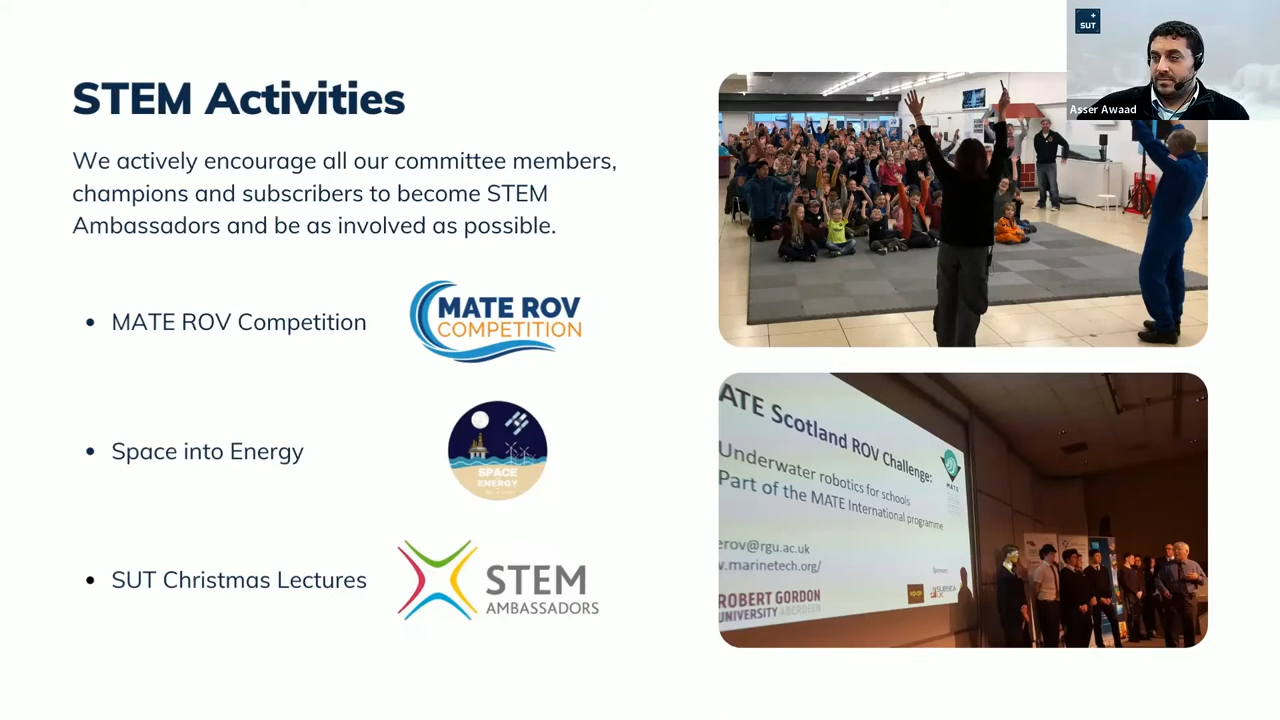 STEM Activities
We actively encourage all our committee members,
champions and subscribers to become STEM
Ambassadors and be as involved as possible.
• MATE ROV Competition
MATE ROV
COMPETITION
• Space into Energy
SPACE
ENERGY
• SUT Christmas Lectures
STEM
AMBASSADORS
SUT
Asser Awaad
ATE Scotland ROV Challenge:
Underwater robotics for schools
Part of the MATE International programme
MATE
erov@rgu.ac.uk
v.marinetech.org/
ROBERT GORDON
UNIVERSITY ABERDEEN